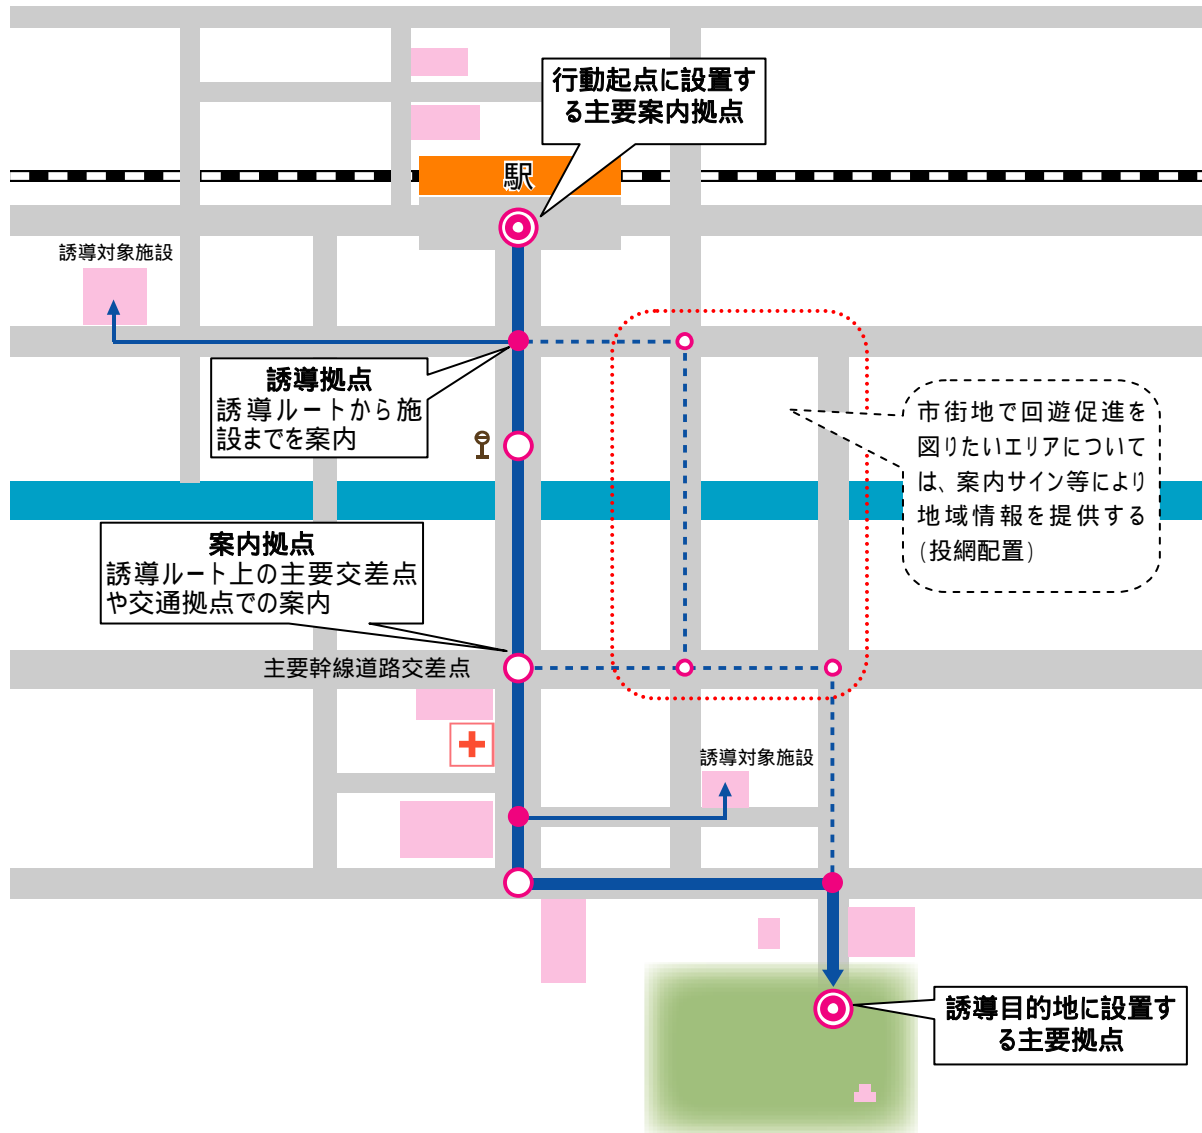 行動起点に設置す
る主要案内拠点
駅
誘導対象施設
誘導拠点
誘導ルートから施
設までを案内
市街地で回遊促進を
図りたいエリアについて
は、案内サイン等により
地域情報を提供する
(投網配置)
案内拠点
誘導ルート上の主要交差点
や交通拠点での案内
主要幹線道路交差点
誘導対象施設
誘導目的地に設置す
る主要拠点